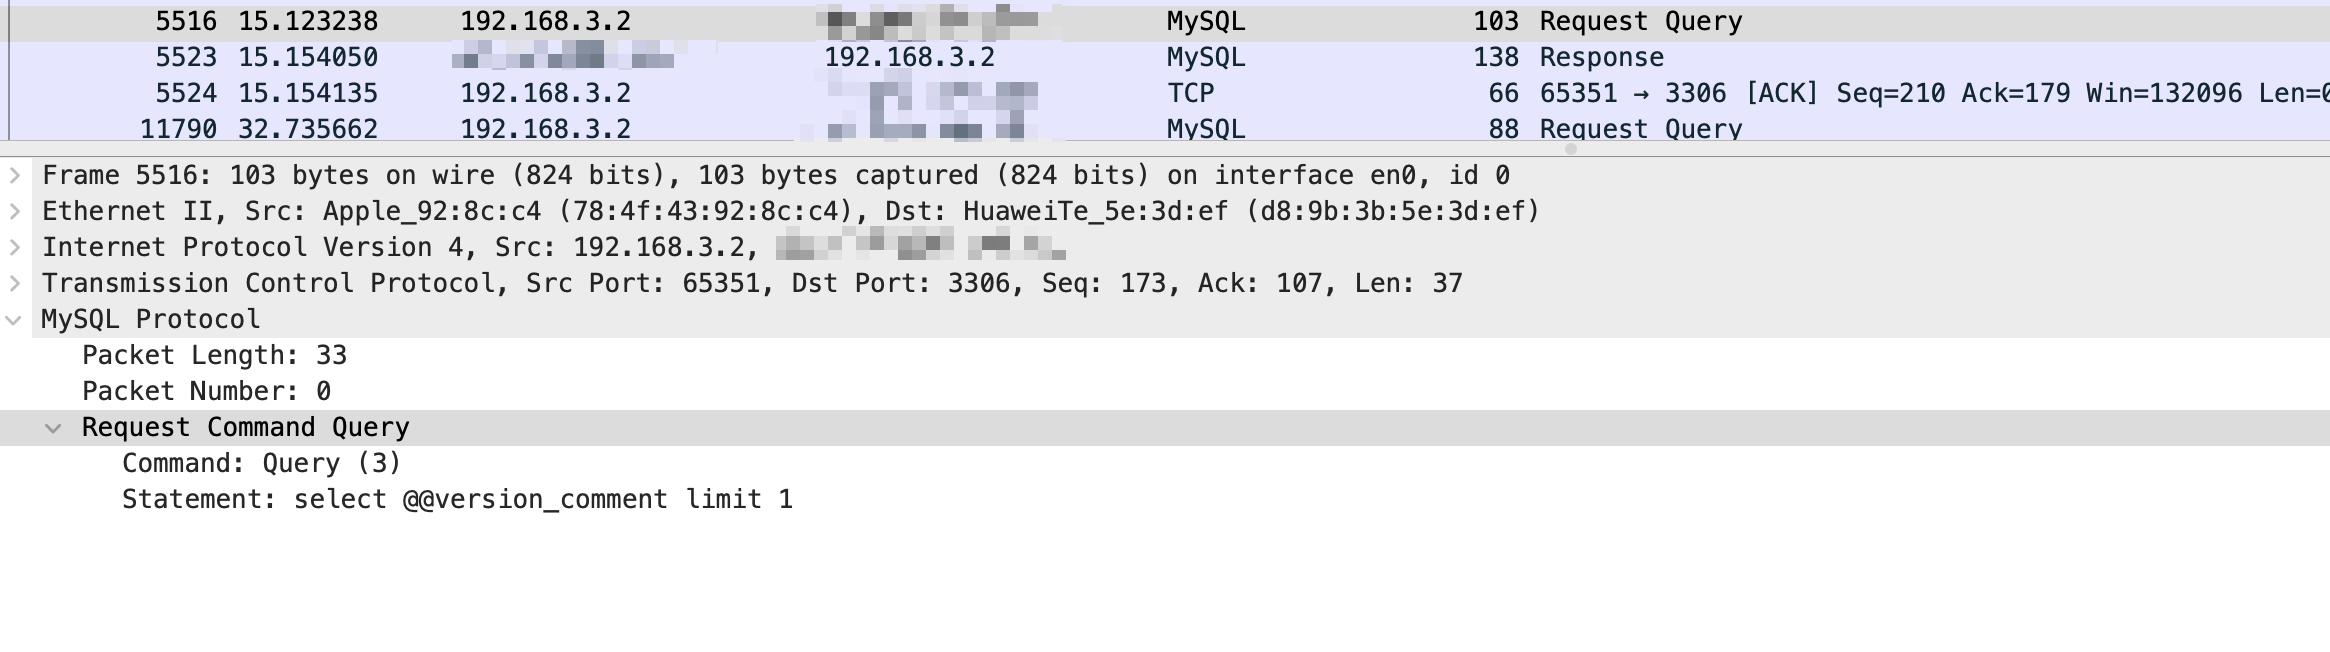 5516 15.123238 192.168.3.2 MySQL 103 Request Query
5523 15.154050 192.168.3.2 MySQL 138 Response
5524 15.154135 192.168.3.2 TCP 66 65351 → 3306 [ACK] Seq=210 Ack=179 Win=132096 Len=0
11790 32.735662 192.168.3.2 MySQL 88 Request Query
Frame 5516: 103 bytes on wire (824 bits), 103 bytes captured (824 bits) on interface en0, id 0
Ethernet II, Src: Apple_92:8c:c4 (78:4f:43:92:8c:c4), Dst: HuaweiTe_5e:3d:ef (d8:9b:3b:5e:3d:ef)
Internet Protocol Version 4, Src: 192.168.3.2,
Transmission Control Protocol, Src Port: 65351, Dst Port: 3306, Seq: 173, Ack: 107, Len: 37
MySQL Protocol
Packet Length: 33
Packet Number: 0
Request Command Query
Command: Query (3)
Statement: select @@version_comment limit 1